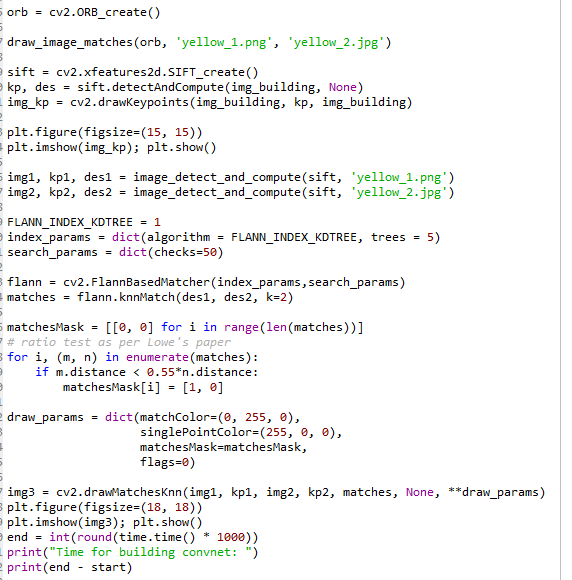 orb = cv2.ORB_create()
draw_image_matches(orb, 'yellow_1.png', 'yellow_2.jpg')
sift = cv2.xfeatures2d.SIFT_create()
kp, des = sift.detectAndCompute(img_building, None)
img_kp = cv2.drawKeypoints(img_building, kp, img_building)
plt.figure(figsize=(15, 15))
plt.imshow(img_kp); plt.show()
img1, kp1, des1 = image_detect_and_compute(sift, 'yellow_1.png')
img2, kp2, des2 = image_detect_and_compute(sift, 'yellow_2.jpg')
FLANN_INDEX_KDTREE = 1
index_params = dict(algorithm = FLANN_INDEX_KDTREE, trees = 5)
search_params = dict(checks=50)
flann = cv2.FlannBasedMatcher(index_params,search_params)
matches = flann.knnMatch(des1, des2, k=2)
matchesMask = [[0, 0] for i in range(len(matches))]
# ratio test as per Lowe's paper
for i, (m, n) in enumerate(matches):
    if m.distance < 0.55*n.distance:
        matchesMask[i] = [1, 0]
draw_params = dict(matchColor=(0, 255, 0),
                   singlePointColor=(255, 0, 0),
                   matchesMask=matchesMask,
                   flags=0)
img3 = cv2.drawMatchesKnn(img1, kp1, img2, kp2, matches, None, **draw_params)
plt.figure(figsize=(18, 18))
plt.imshow(img3); plt.show()
end = int(round(time.time() * 1000))
print("Time for building convnet: ")
print(end - start)